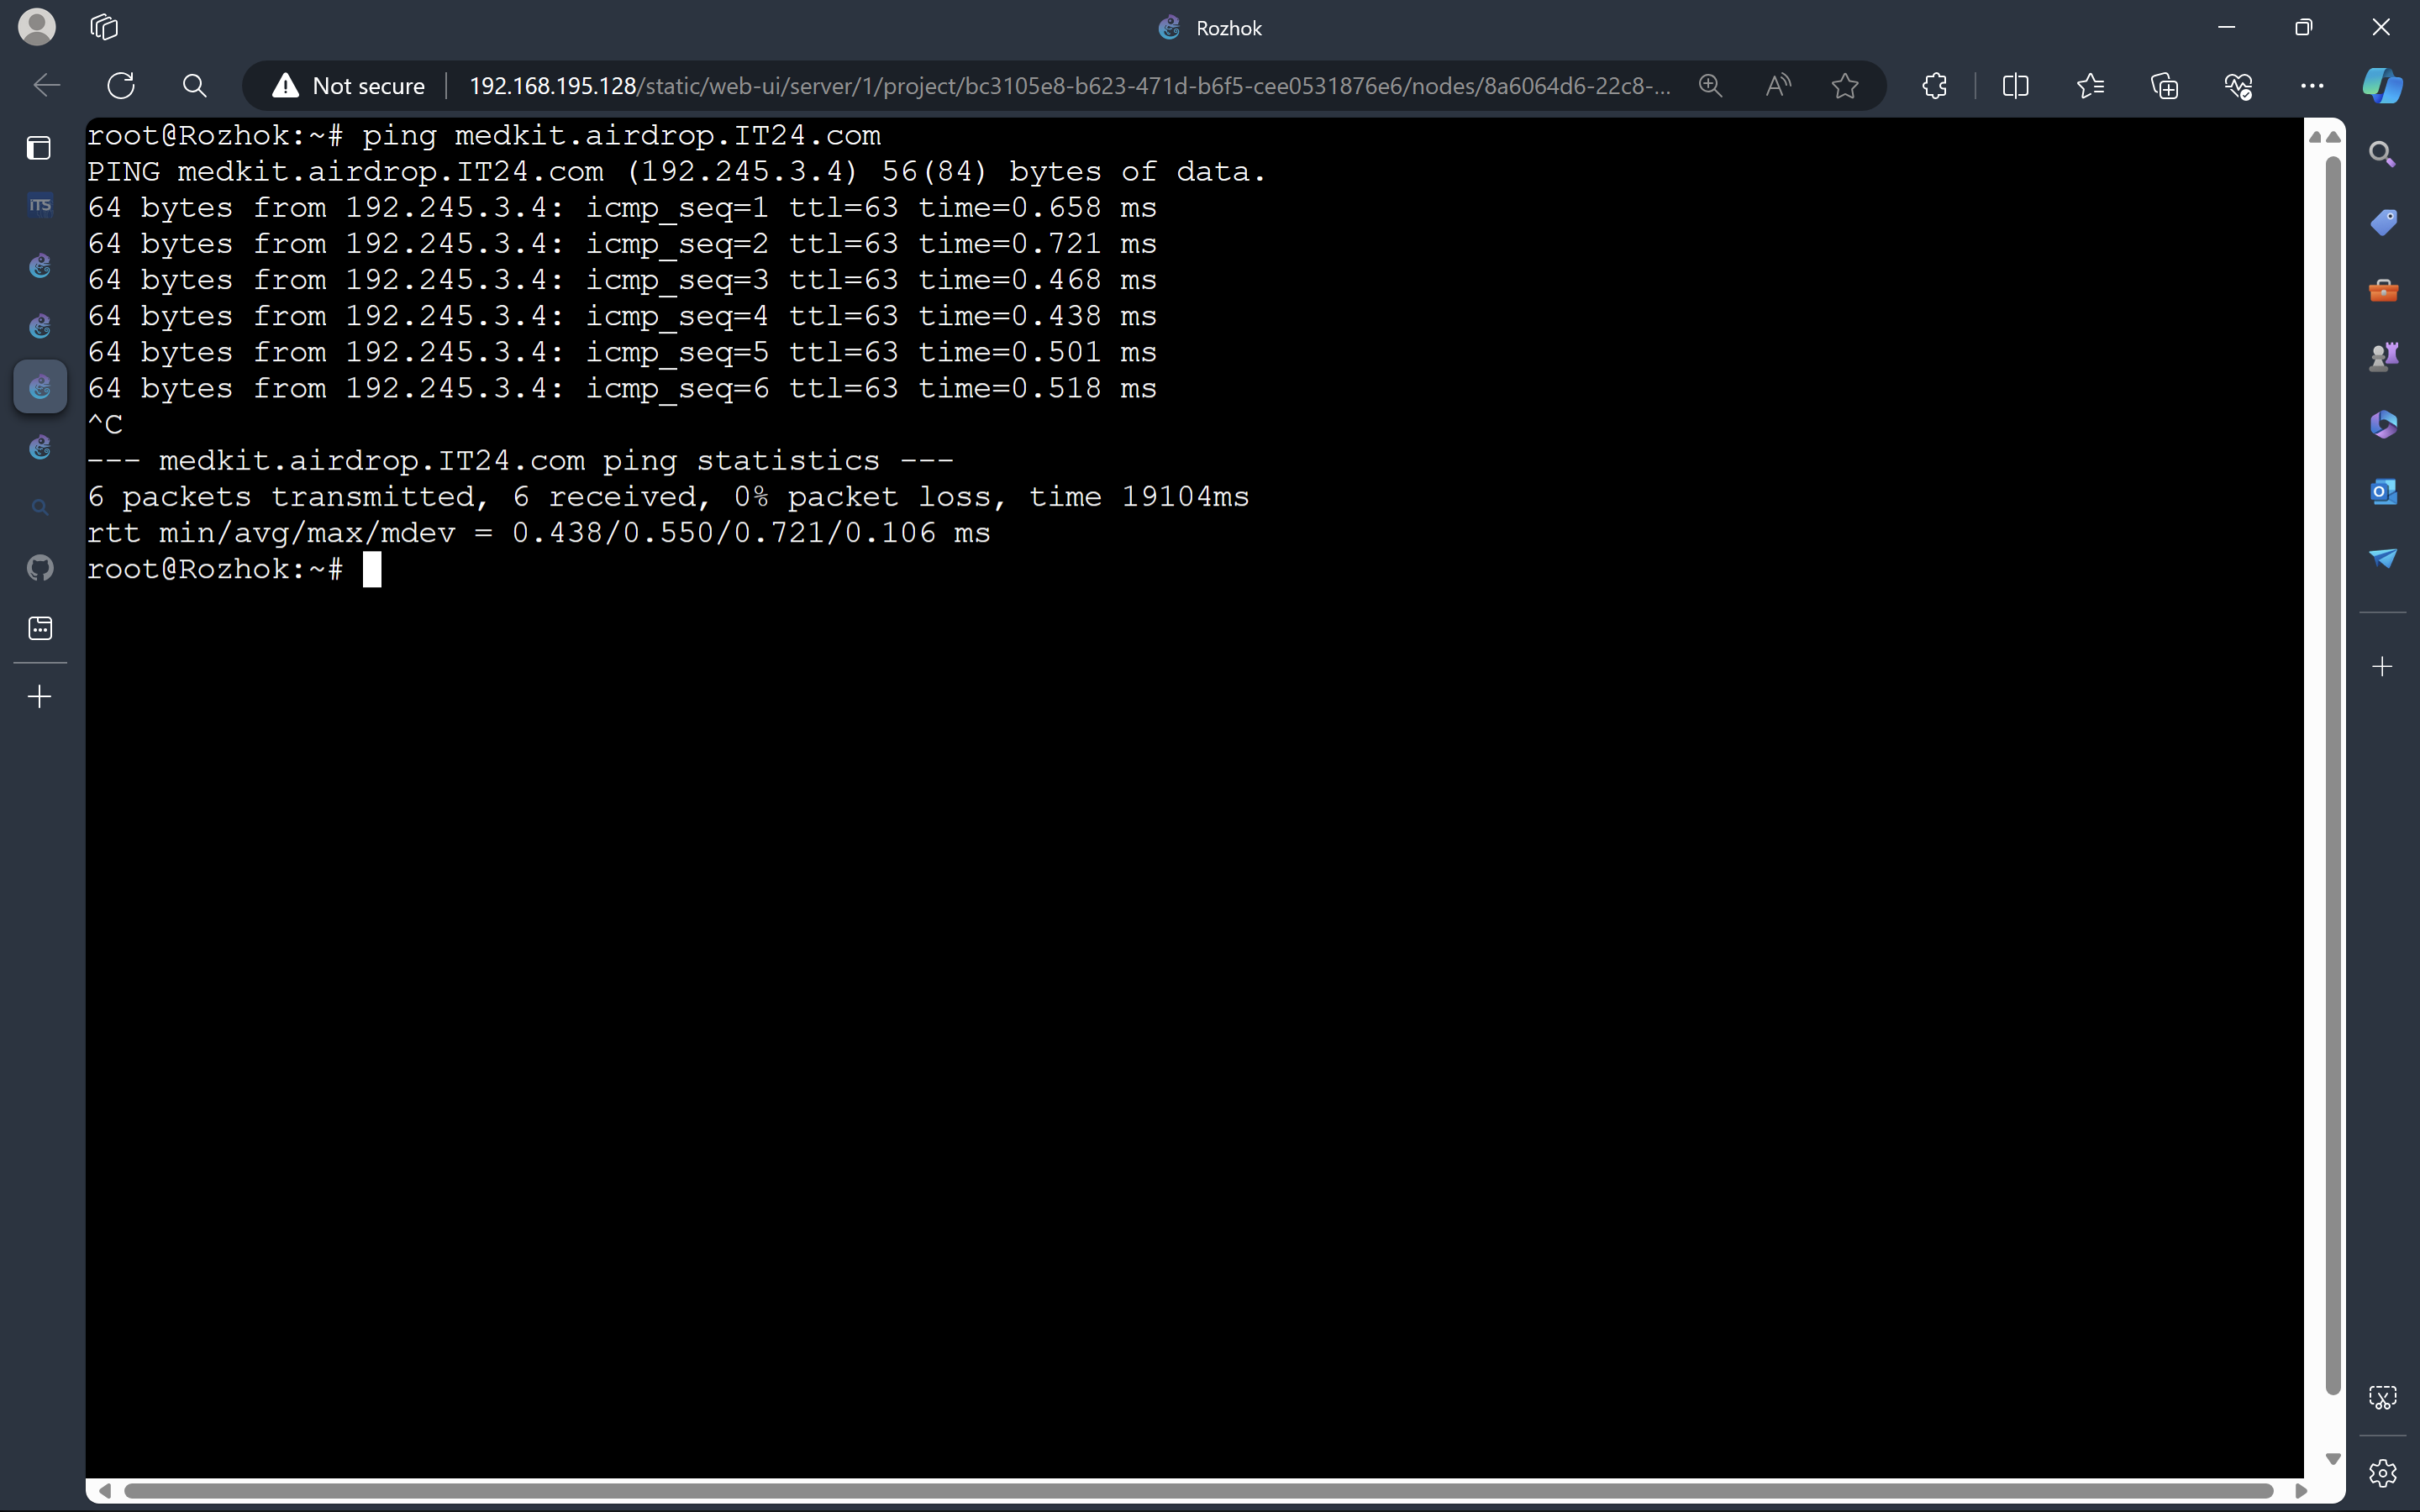 Rozhok
Not secure
192.168.195.128/static/web-ui/server/1/project/bc3105e8-b623-471d-b6f5-cee0531876e6/nodes/8a6064d6-22c8-...
ITS
root@Rozhok:~# ping medkit.airdrop.IT24.com
PING medkit.airdrop.IT24.com (192.245.3.4) 56(84) bytes of data.
64 bytes from 192.245.3.4: icmp_seq=1 ttl=63 time=0.658 ms
64 bytes from 192.245.3.4: icmp_seq=2 ttl=63 time=0.721 ms
64 bytes from 192.245.3.4: icmp_seq=3 ttl=63 time=0.468 ms
64 bytes from 192.245.3.4: icmp_seq=4 ttl=63 time=0.438 ms
64 bytes from 192.245.3.4: icmp_seq=5 ttl=63 time=0.501 ms
64 bytes from 192.245.3.4: icmp_seq=6 ttl=63 time=0.518 ms
^C
--- medkit.airdrop.IT24.com ping statistics ---
6 packets transmitted, 6 received, 0% packet loss, time 19104ms
rtt min/avg/max/mdev = 0.438/0.550/0.721/0.106 ms
root@Rozhok:~#